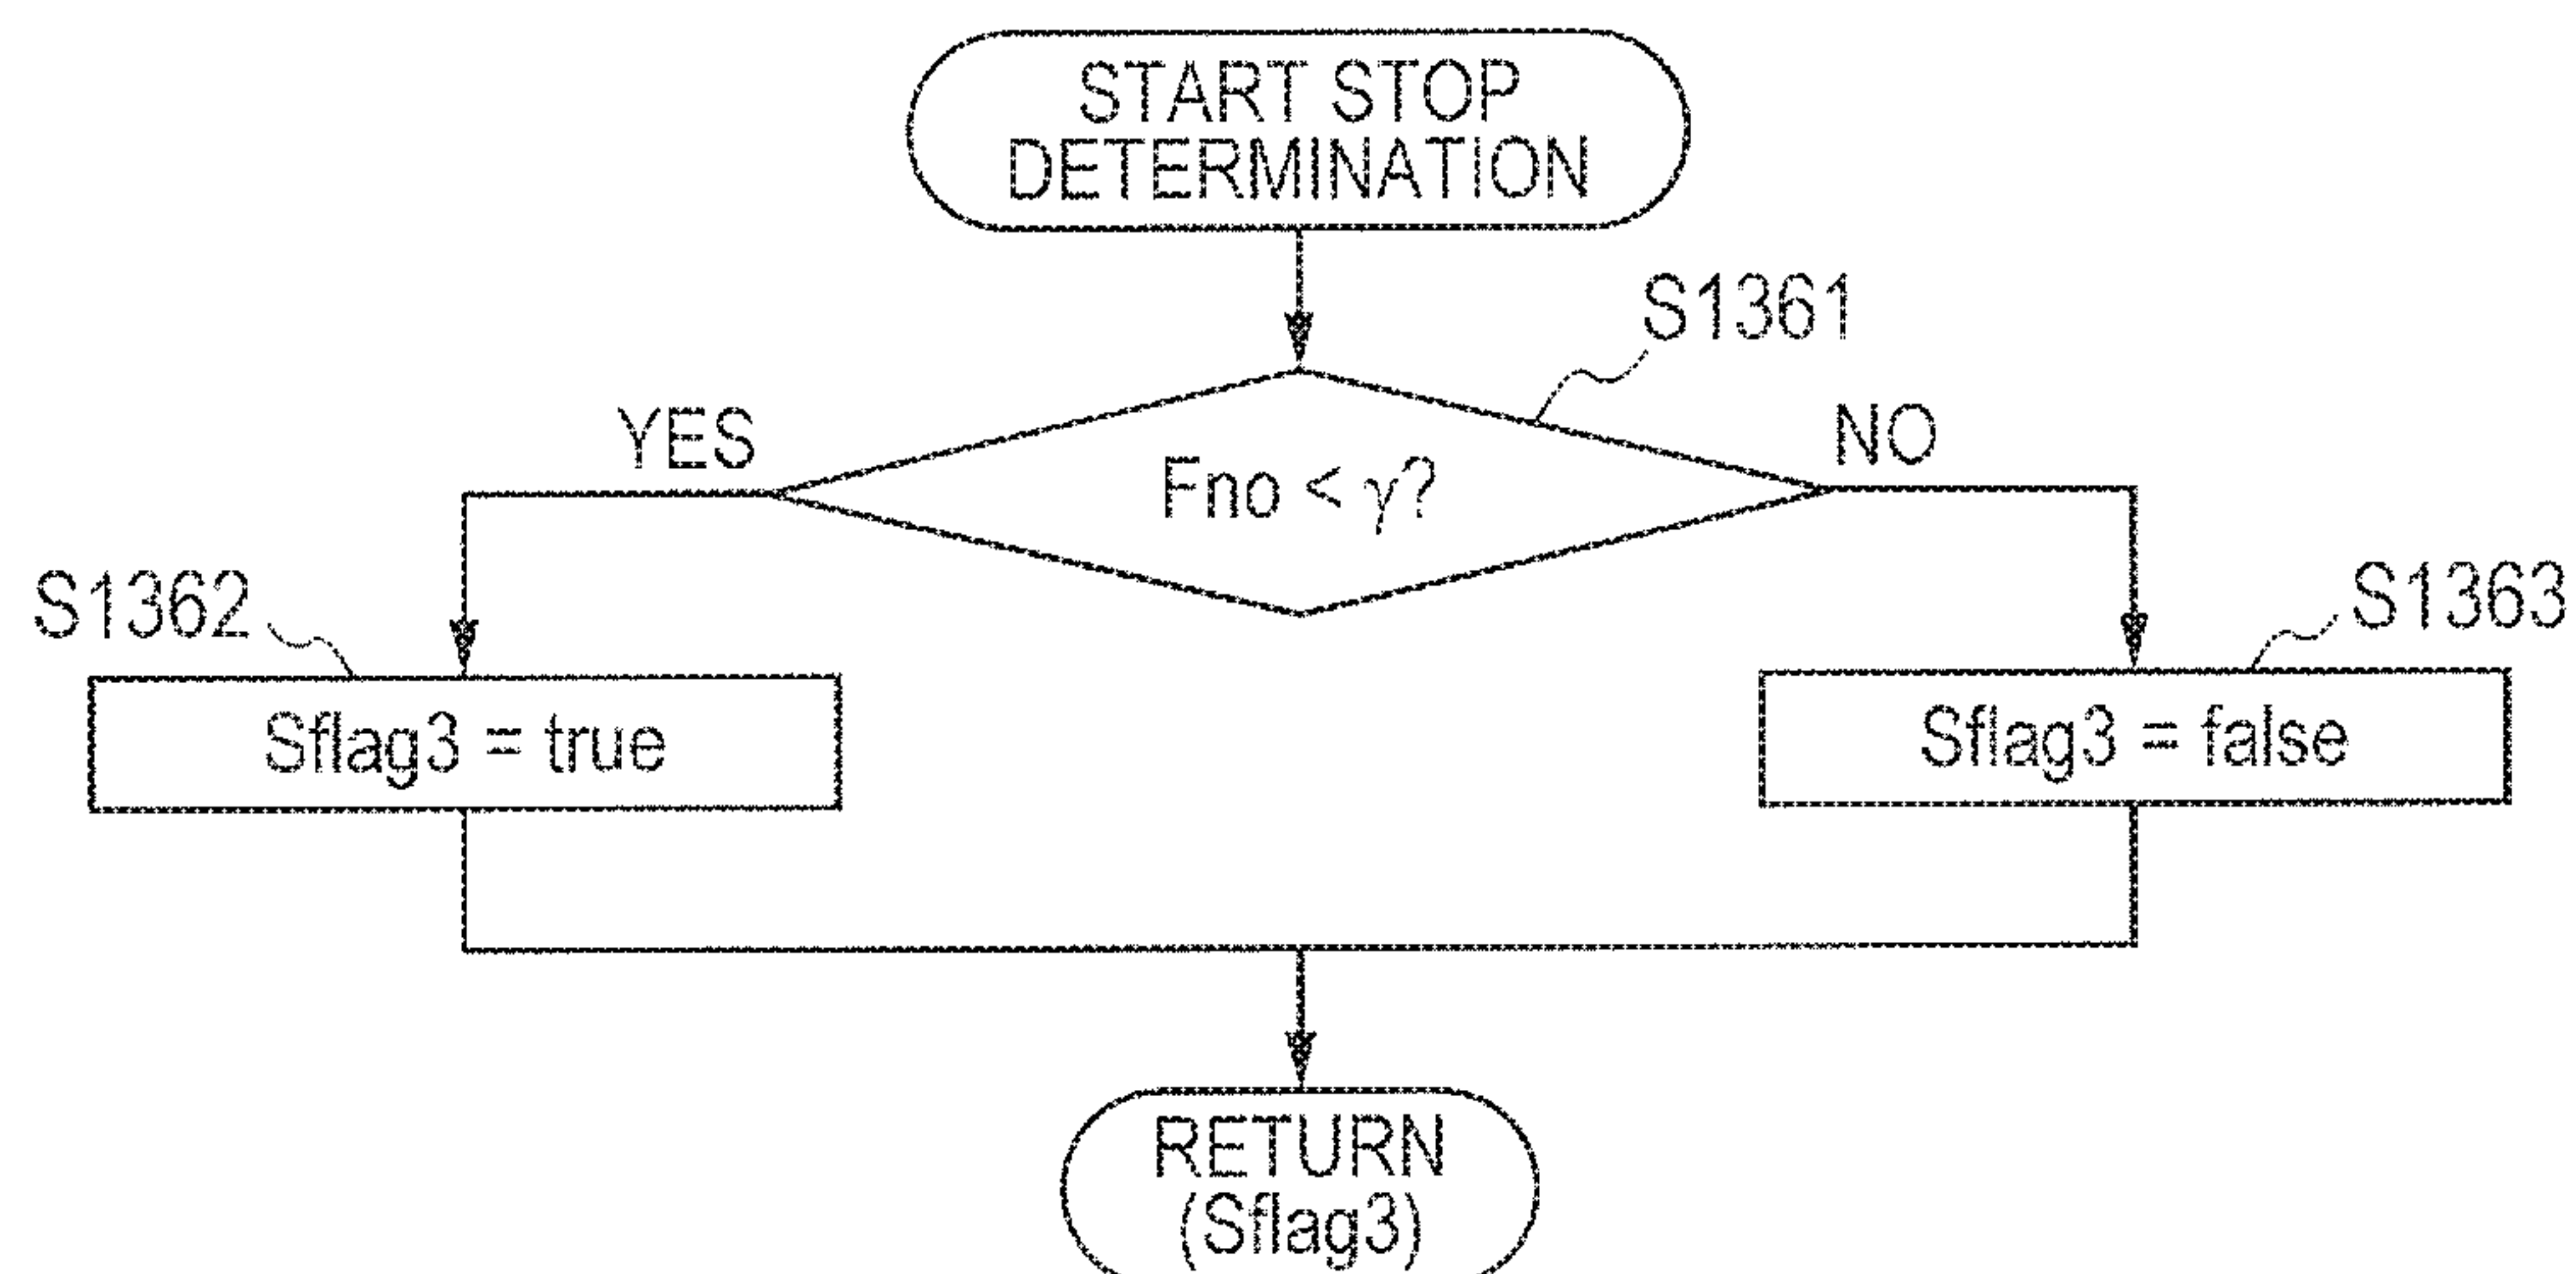 START STOP
DETERMINATION
S1361
YES
NO
Fno < γ?
S1362
S1363
Sflag3 = true
Sflag3 = false
RETURN
(Sflag3)